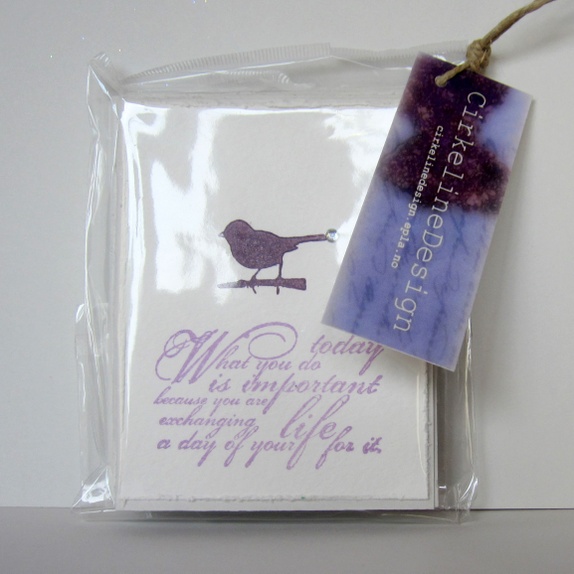 What you do today
is important
because you are
exchanging life
a day of your for it.
CirkelineDesign
cirkelinedesign.epla.no